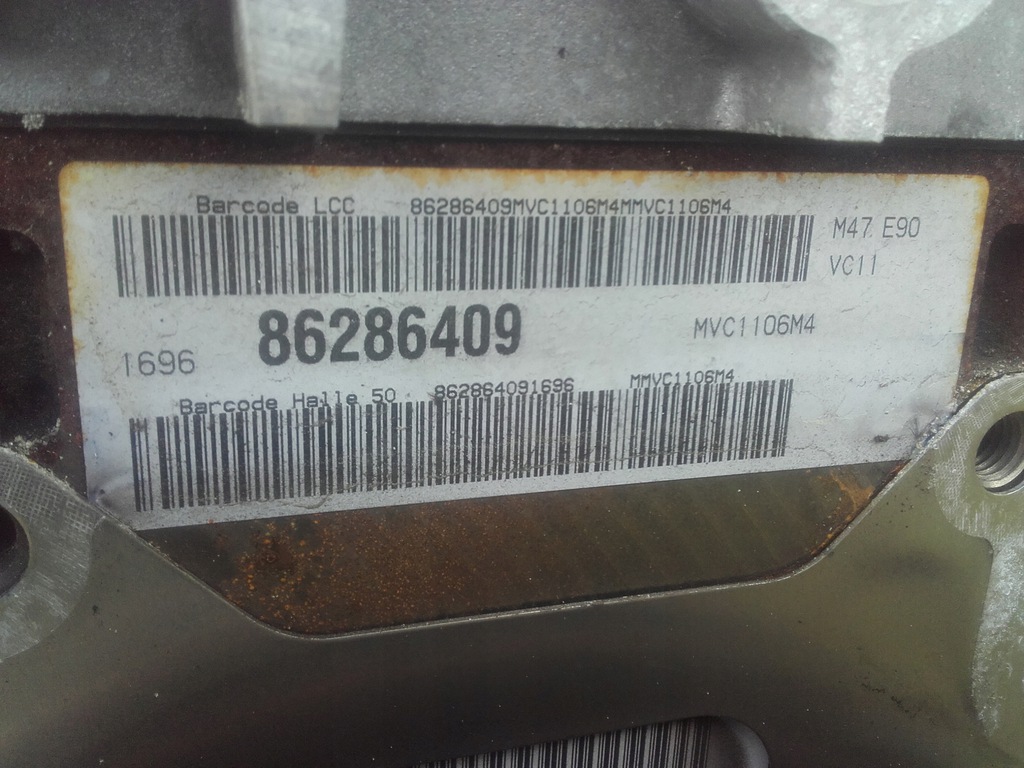 Barcode LCC 86286409MVC1106M4MMVC1106M4
M47 E90
VC11
1696 86286409 MVC1106M4
Barcode Halle 50 862864091696 MMVC1106M4